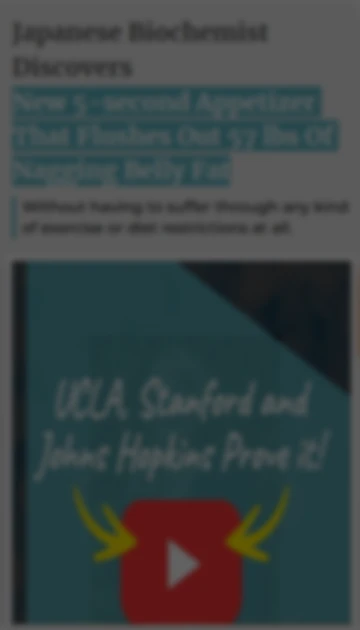 Japanese Biochemist
Discovers
New 5-second Appetizer
That Flushes Out 57 lbs Of
Nagging Belly Fat
Without having to suffer through any kind
of exercise or diet restrictions at all.
UCLA, Stanford and
Johns Hopkins Prove it!